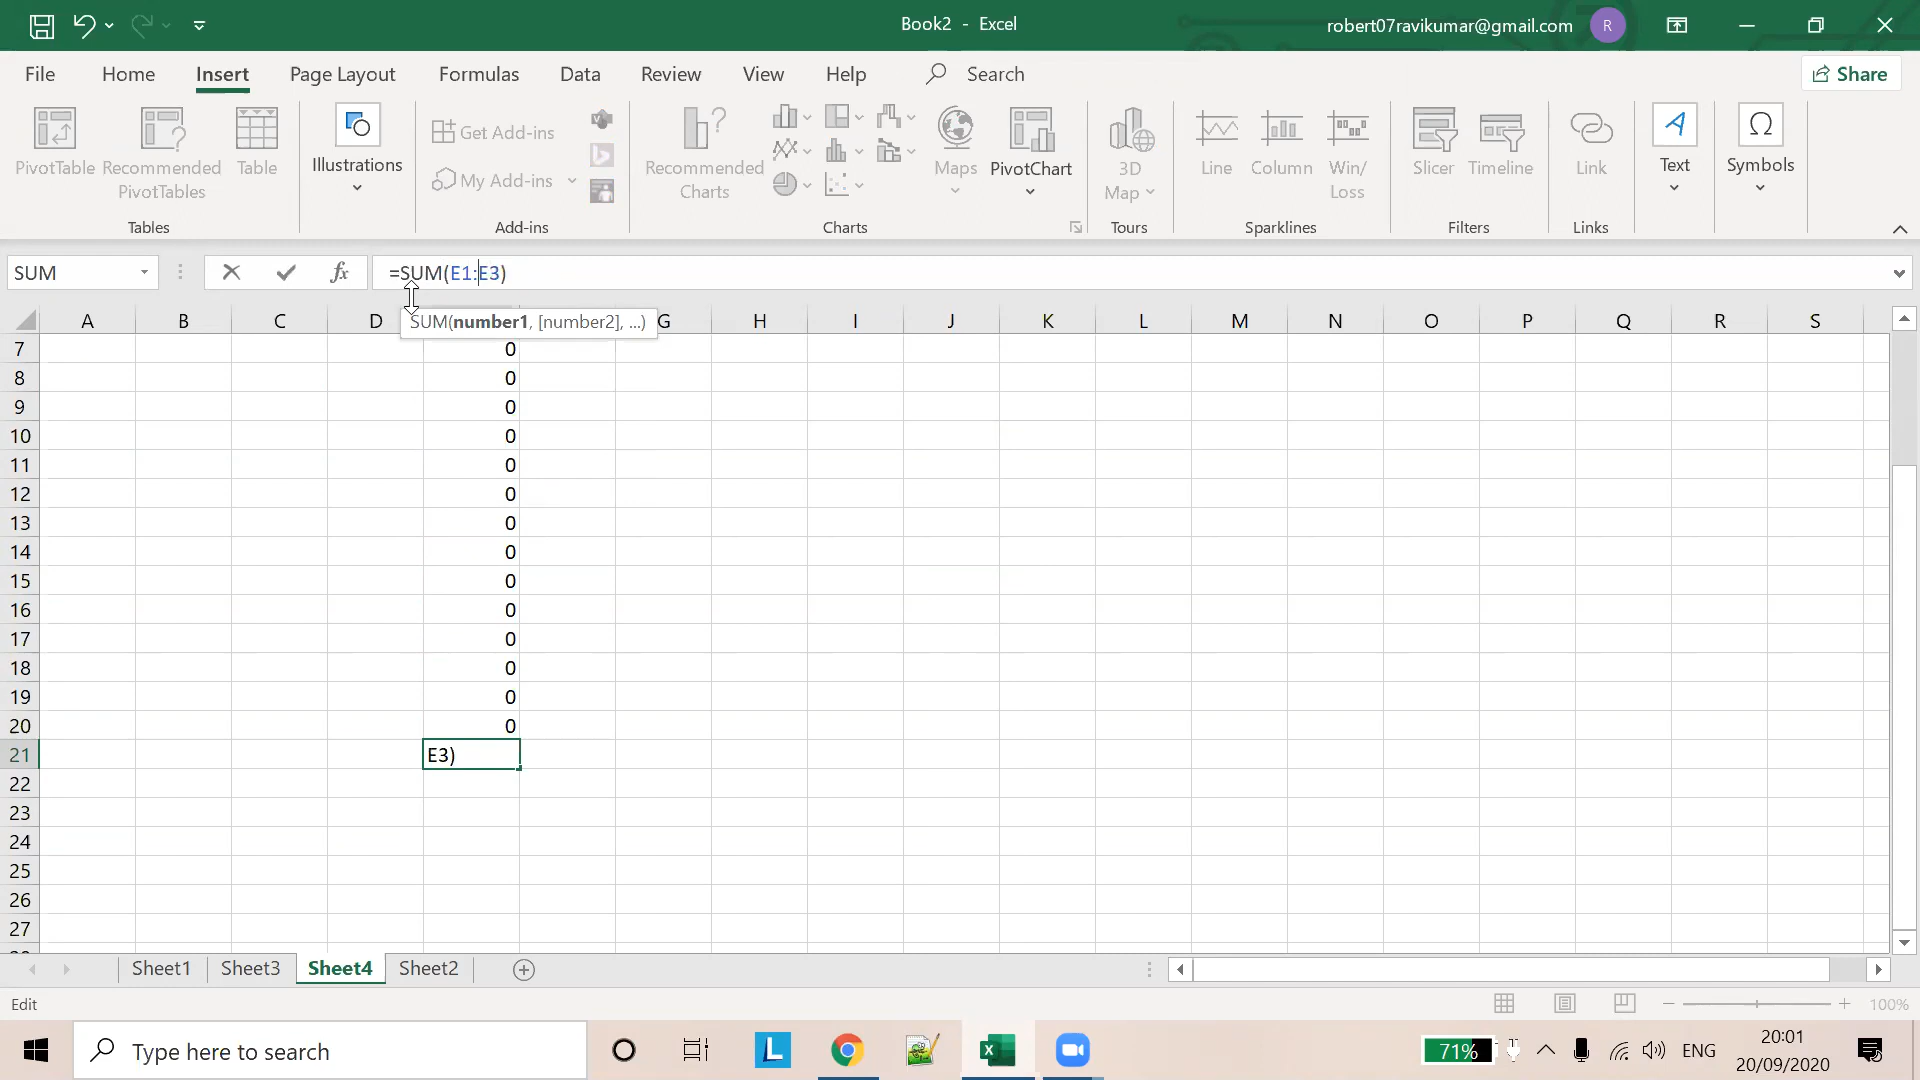 Book2 - Excel
robert07ravikumar@gmail.com
R
File Home Insert Page Layout Formulas Data Review View Help Search Share
PivotTable
Recommended PivotTables
Table
Illustrations
Get Add-ins
My Add-ins
Recommended Charts
Maps
PivotChart
3D Map
Line
Column
Win/ Loss
Slicer
Timeline
Link
Text
Symbols
Tables Add-ins Charts Tours Sparklines Filters Links
SUM fx =SUM(E1:E3)
SUM(number1, [number2], ...)
A B C D G H I J K L M N O P Q R S
7 0
8 0
9 0
10 0
11 0
12 0
13 0
14 0
15 0
16 0
17 0
18 0
19 0
20 0
21 E3)
22
23
24
25
26
27
Sheet1 Sheet3 Sheet4 Sheet2
Edit 100%
Type here to search
L
71%
ENG
20:01
20/09/2020